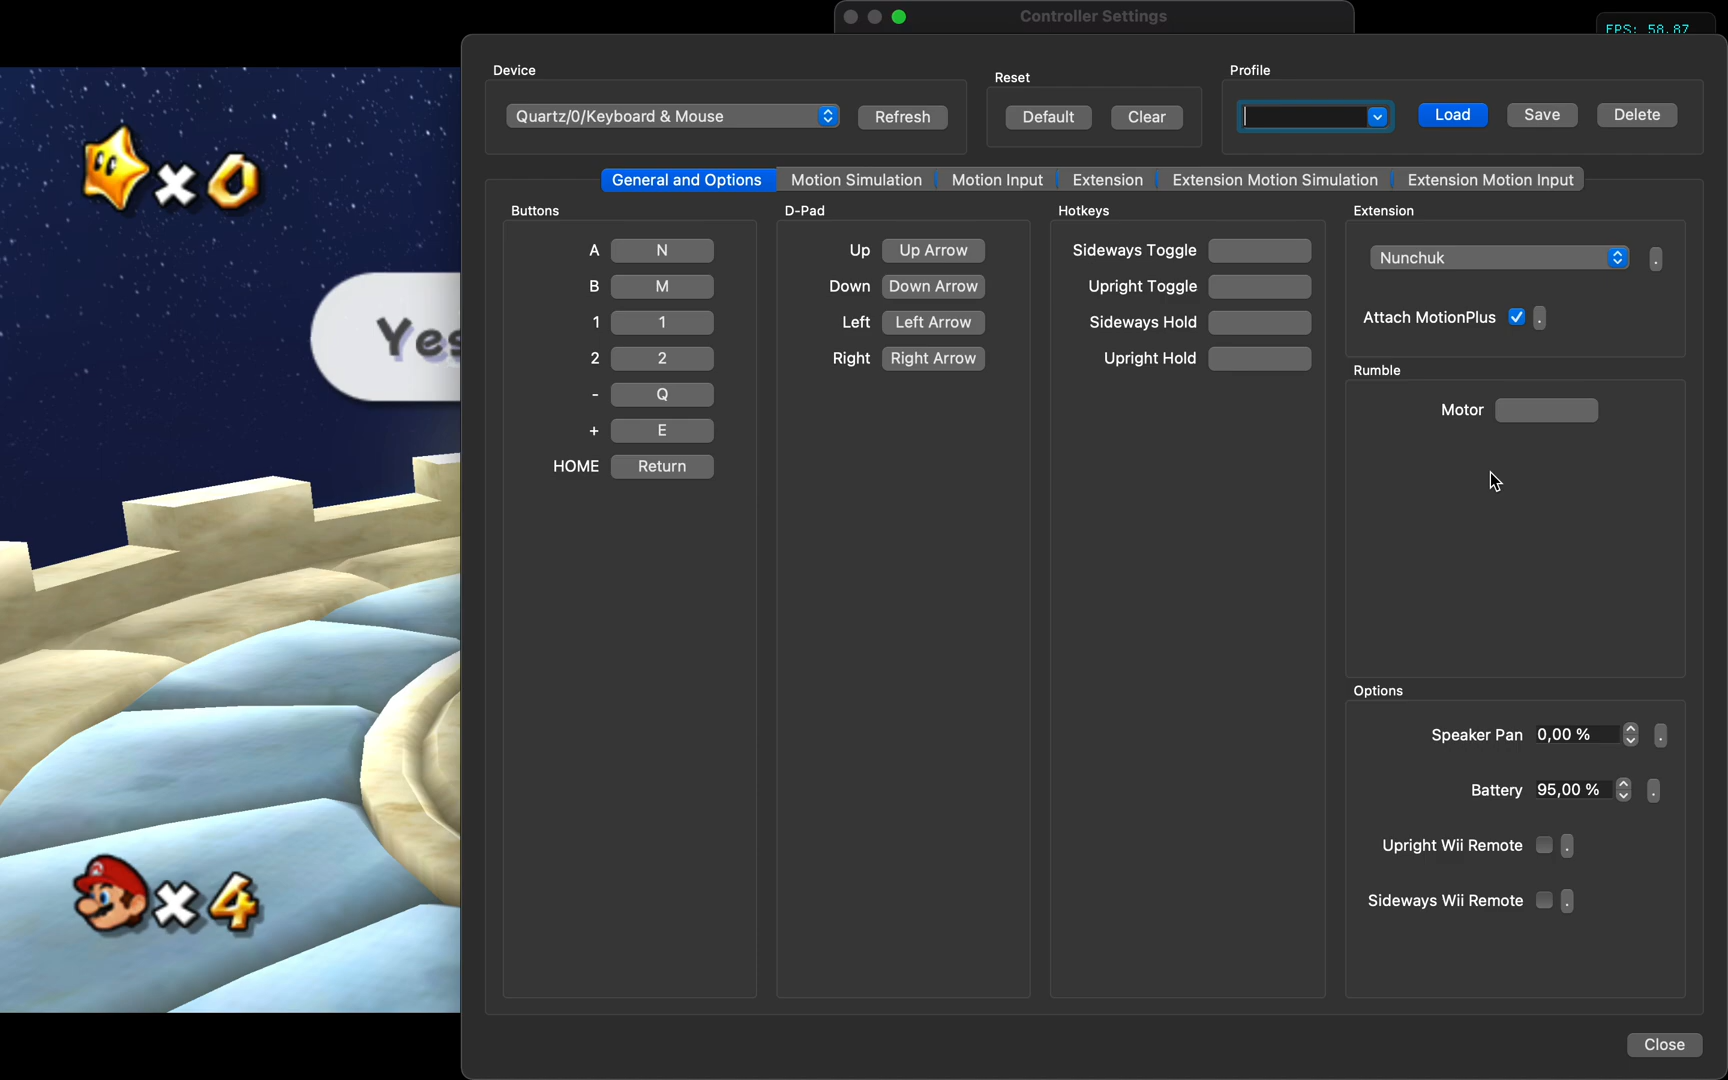 Controller Settings
FPS: 58.87
Device
Reset
Profile
Quartz/0/Keyboard & Mouse
Refresh
Default
Clear
Load
Save
Delete
General and Options
Motion Simulation
Motion Input
Extension
Extension Motion Simulation
Extension Motion Input
× 0
Yes
× 4
Buttons
A N
B M
1 1
2 2
- Q
+ E
HOME Return
D-Pad
Up Up Arrow
Down Down Arrow
Left Left Arrow
Right Right Arrow
Hotkeys
Sideways Toggle
Upright Toggle
Sideways Hold
Upright Hold
Extension
Nunchuk .
Attach MotionPlus .
Rumble
Motor
Options
Speaker Pan 0,00 % .
Battery 95,00 % .
Upright Wii Remote .
Sideways Wii Remote .
Close